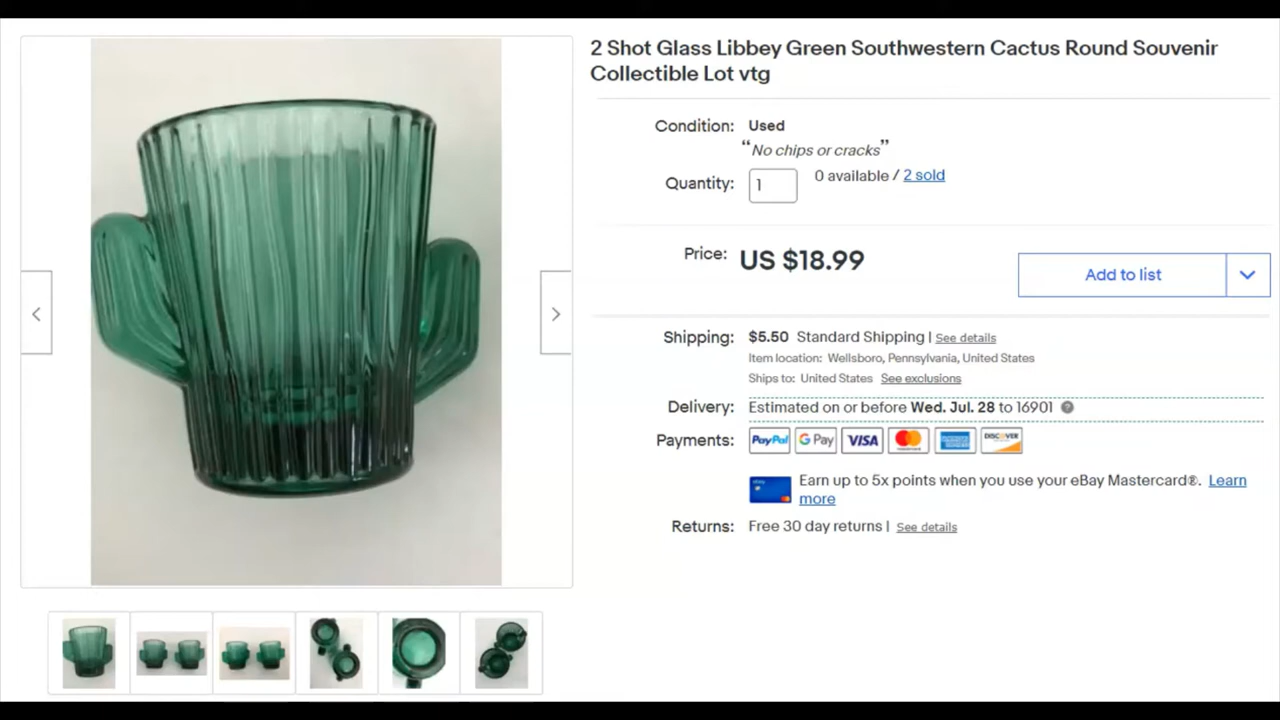 2 Shot Glass Libbey Green Southwestern Cactus Round Souvenir
Collectible Lot vtg
Condition: Used
“No chips or cracks”
Quantity: 1 0 available / 2 sold
Price: US $18.99
Add to list
Shipping: $5.50 Standard Shipping | See details
Item location: Wellsboro, Pennsylvania, United States
Ships to: United States See exclusions
Delivery: Estimated on or before Wed. Jul. 28 to 16901 ?
Payments: PayPal G Pay VISA DISCOVER
Earn up to 5x points when you use your eBay Mastercard®. Learn
more
Returns: Free 30 day returns | See details